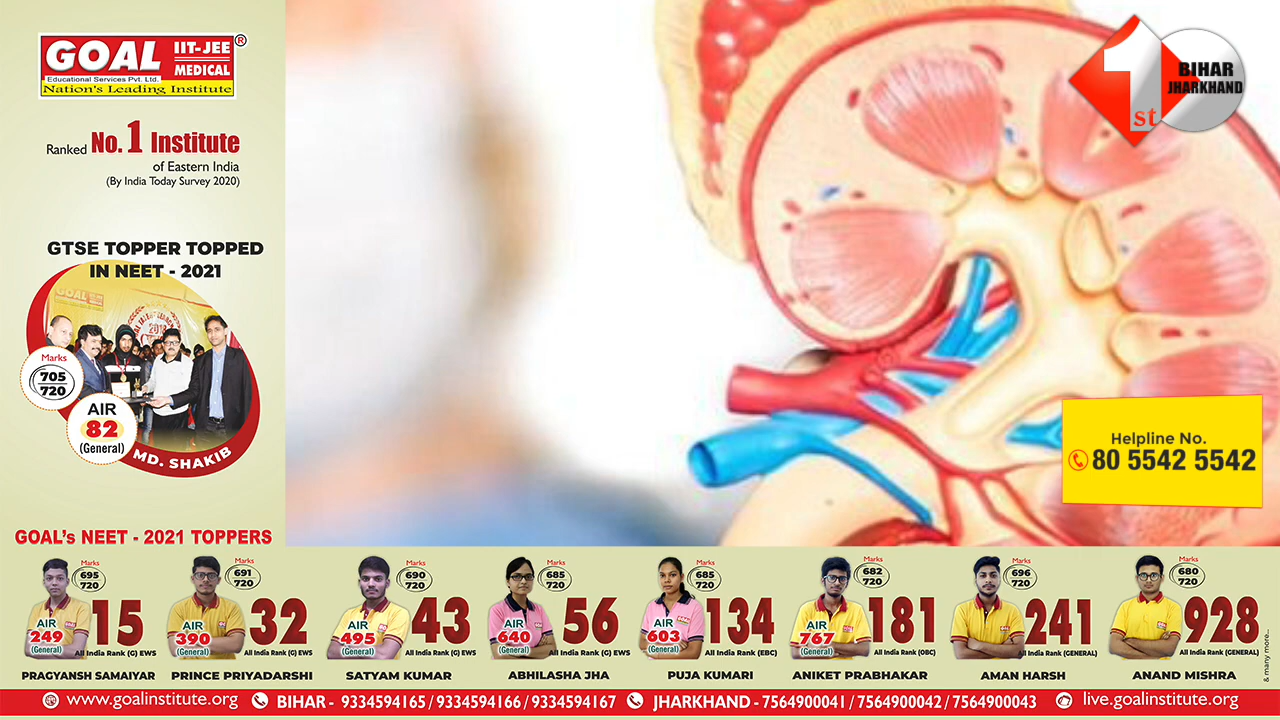 GOAL IIT-JEE MEDICAL ®
Educational Services Pvt. Ltd.
Nation's Leading Institute
Ranked No. 1 Institute
of Eastern India
(By India Today Survey 2020)
GTSE TOPPER TOPPED
IN NEET - 2021
GOAL
2018
Marks
705
720
AIR
82
(General)
MD. SHAKIB
1st BIHAR
JHARKHAND
Helpline No.
80 5542 5542
GOAL's NEET - 2021 TOPPERS
Marks
695
720
AIR
249
(General)
15
All India Rank (G) EWS
PRAGYANSH SAMAIYAR
Marks
691
720
AIR
390
(General)
32
All India Rank (G) EWS
PRINCE PRIYADARSHI
Marks
690
720
AIR
495
(General)
43
All India Rank (G) EWS
SATYAM KUMAR
Marks
685
720
AIR
640
(General)
56
All India Rank (G) EWS
ABHILASHA JHA
Marks
685
720
AIR
603
(General)
134
All India Rank (EBC)
PUJA KUMARI
Marks
682
720
AIR
767
(General)
181
All India Rank (OBC)
ANIKET PRABHAKAR
Marks
696
720
241
All India Rank (GENERAL)
AMAN HARSH
Marks
680
720
928
All India Rank (GENERAL)
ANAND MISHRA
& many more..
www.goalinstitute.org BIHAR - 9334594165 / 9334594166 / 9334594167 JHARKHAND - 7564900041 / 7564900042 / 7564900043 live.goalinstitute.org